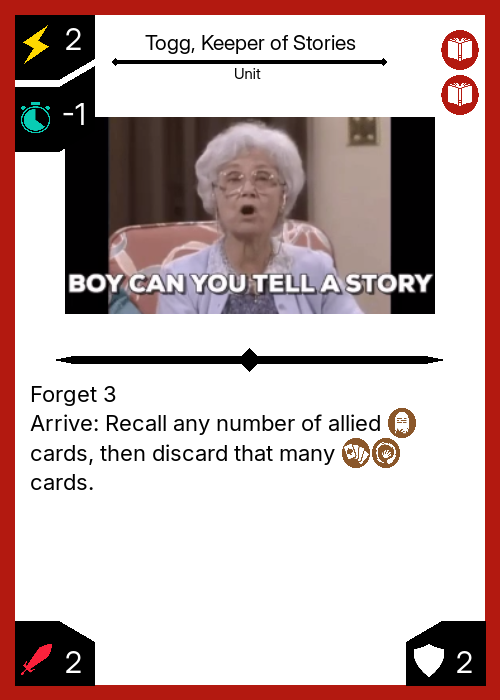 2
Togg, Keeper of Stories
Unit
-1
BOY CAN YOU TELL A STORY
Forget 3
Arrive: Recall any number of allied
cards, then discard that many
cards.
2
2